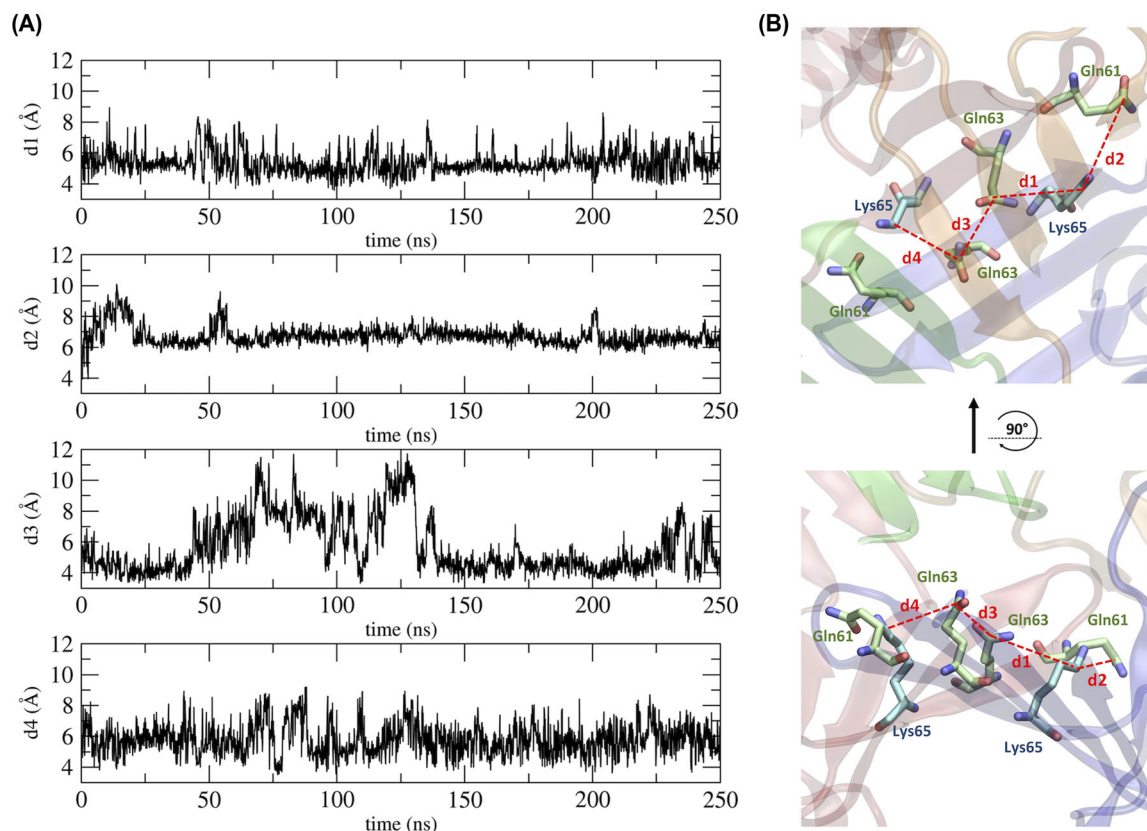 (A)
12
10
8
6
4
d1 (Å)
0 50 100 150 200 250
time (ns)
12
10
8
6
4
d2 (Å)
0 50 100 150 200 250
time (ns)
12
10
8
6
4
d3 (Å)
0 50 100 150 200 250
time (ns)
12
10
8
6
4
d4 (Å)
0 50 100 150 200 250
time (ns)
(B)
Gln61
Gln63
d2
d1
Lys65
Lys65
d3
d4
Gln63
Gln61
90°
Gln63
d4
d3
Gln63
Gln61
Gln61
d1
d2
Lys65
Lys65